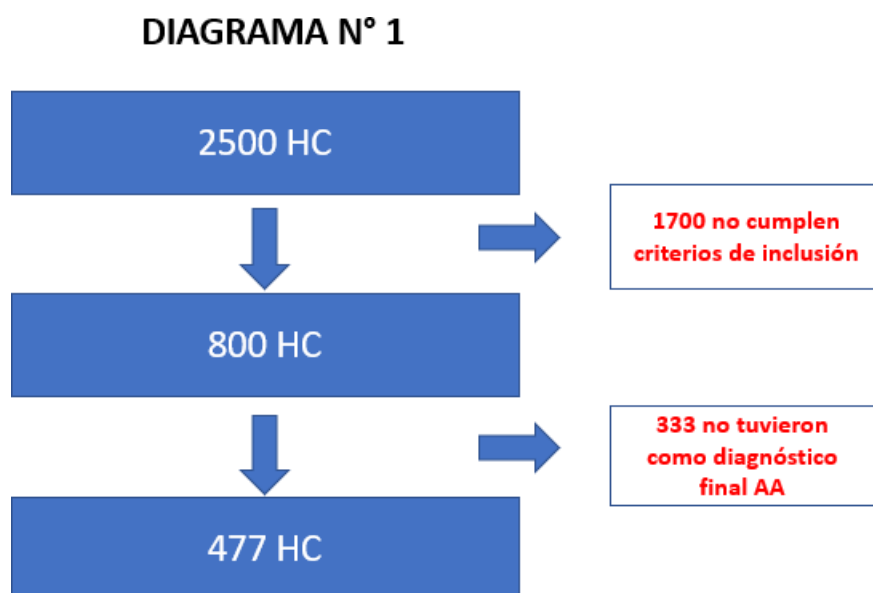 DIAGRAMA N° 1
2500 HC
1700 no cumplen
criterios de inclusión
800 HC
333 no tuvieron
como diagnóstico
final AA
477 HC